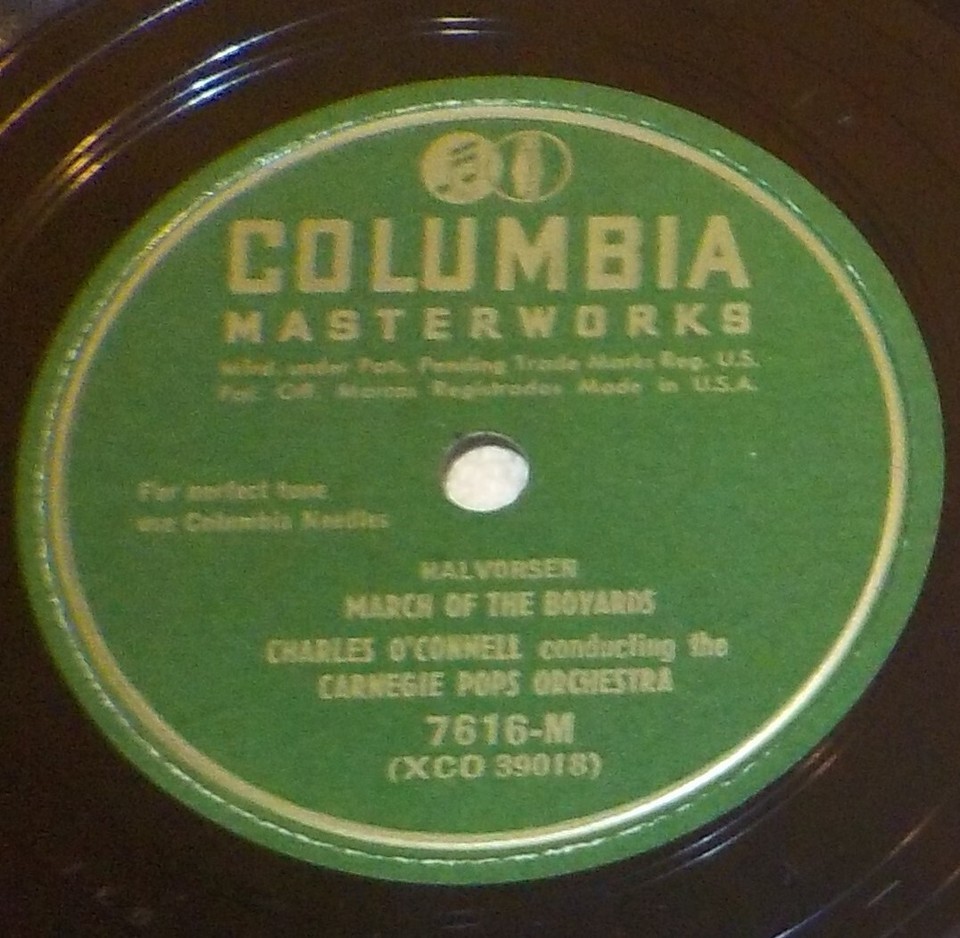 COLUMBIA
MASTERWORKS
Mfd. under Pats. Pending Trade Marks Reg. U.S.
Pat. Off. Marcas Registradas Made in U.S.A.
For perfect tone
use Columbia Needles
HALVORSEN
MARCH OF THE BOYARDS
CHARLES O'CONNELL conducting the
CARNEGIE POPS ORCHESTRA
7616-M
(XCO 39018)